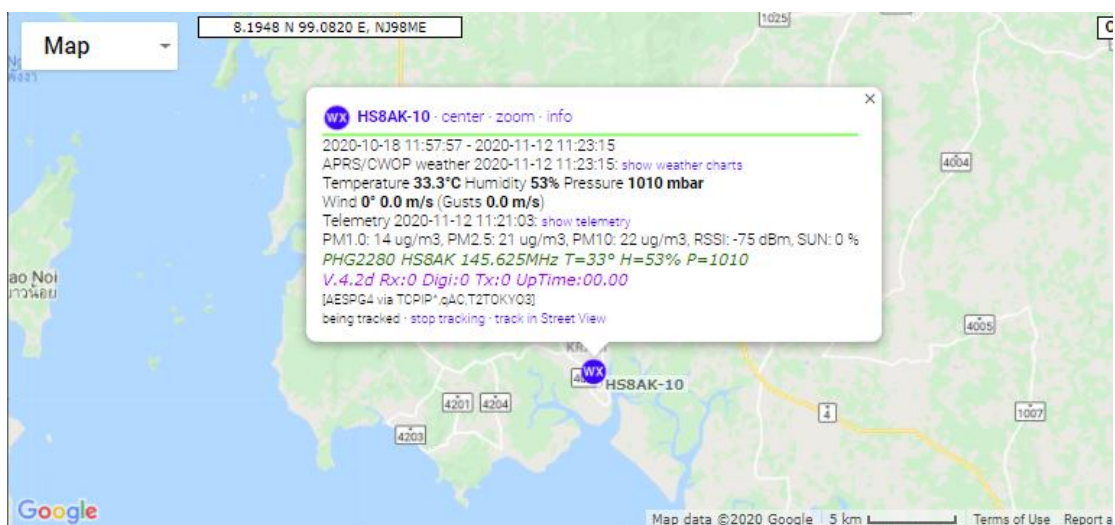 Map
8.1948 N 99.0820 E, NJ98ME
1025
WX HS8AK-10 · center · zoom · info
2020-10-18 11:57:57 - 2020-11-12 11:23:15
APRS/CWOP weather 2020-11-12 11:23:15: show weather charts
Temperature 33.3°C Humidity 53% Pressure 1010 mbar
Wind 0° 0.0 m/s (Gusts 0.0 m/s)
Telemetry 2020-11-12 11:21:03: show telemetry
PM1.0: 14 ug/m3, PM2.5: 21 ug/m3, PM10: 22 ug/m3, RSSI: -75 dBm, SUN: 0 %
PHG2280 HS8AK 145.625MHz T=33° H=53% P=1010
V.4.2d Rx:0 Digi:0 Tx:0 UpTime:00.00
[AESPG4 via TCPIP*,qAC,T2TOKYO3]
being tracked · stop tracking · track in Street View
4004
ao Noi
4005
WX
HS8AK-10
4201
4204
4203
4
1007
Google
Map data ©2020 Google
5 km
Terms of Use
Report a